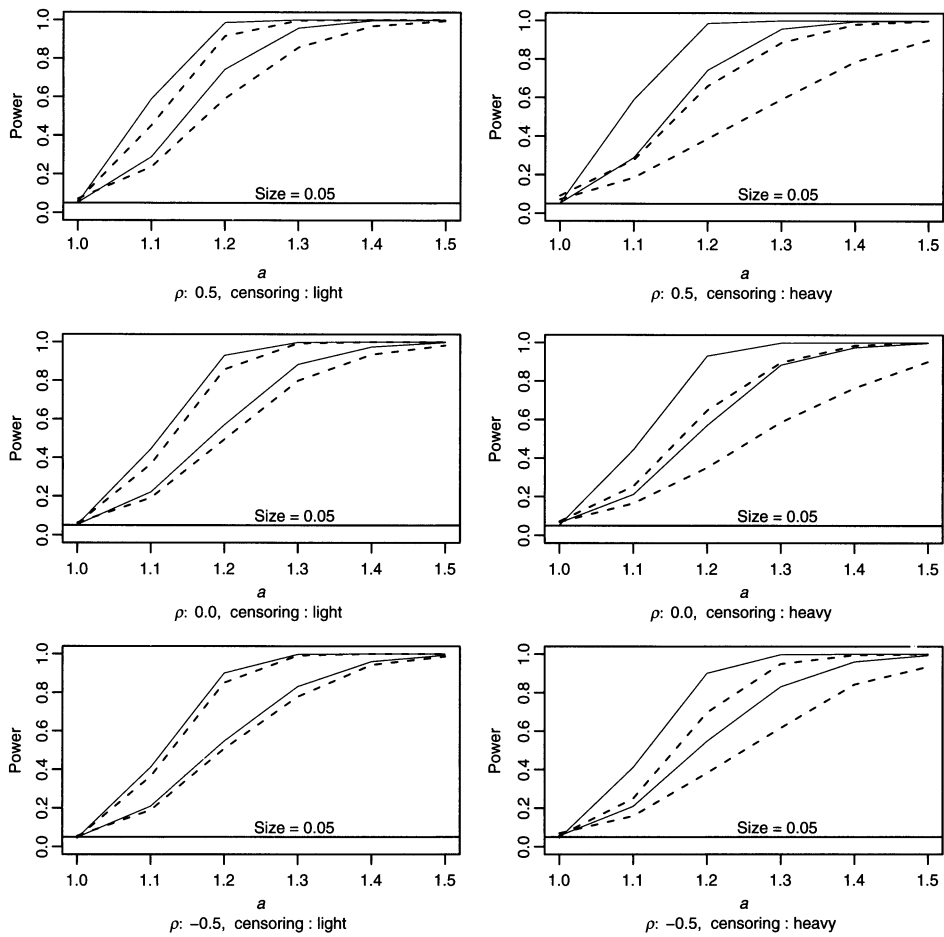 Power
1.0
0.8
0.6
0.4
0.2
0.0
Size = 0.05
1.0 1.1 1.2 1.3 1.4 1.5
a
ρ: 0.5, censoring : light
Power
1.0
0.8
0.6
0.4
0.2
0.0
Size = 0.05
1.0 1.1 1.2 1.3 1.4 1.5
a
ρ: 0.5, censoring : heavy
Power
1.0
0.8
0.6
0.4
0.2
0.0
Size = 0.05
1.0 1.1 1.2 1.3 1.4 1.5
a
ρ: 0.0, censoring : light
Power
1.0
0.8
0.6
0.4
0.2
0.0
Size = 0.05
1.0 1.1 1.2 1.3 1.4 1.5
a
ρ: 0.0, censoring : heavy
Power
1.0
0.8
0.6
0.4
0.2
0.0
Size = 0.05
1.0 1.1 1.2 1.3 1.4 1.5
a
ρ: −0.5, censoring : light
Power
1.0
0.8
0.6
0.4
0.2
0.0
Size = 0.05
1.0 1.1 1.2 1.3 1.4 1.5
a
ρ: −0.5, censoring : heavy